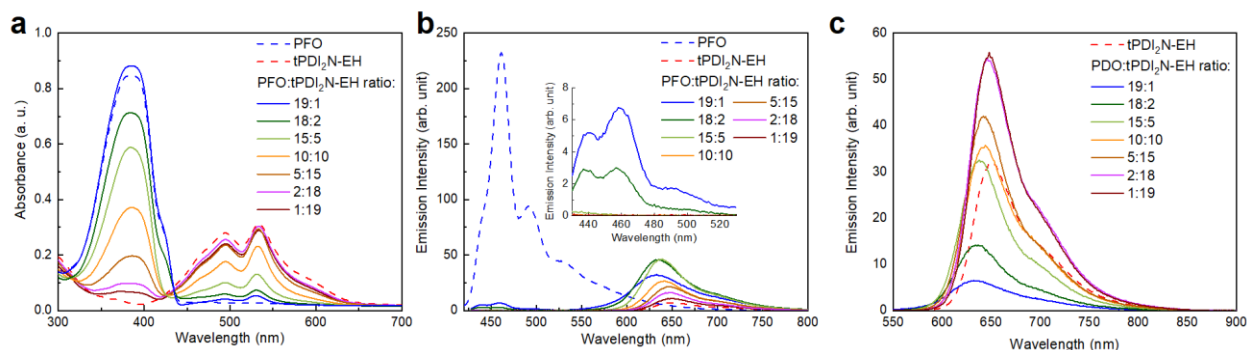 a
PFO
tPDI₂N-EH
PFO:tPDI₂N-EH ratio:
19:1
18:2
15:5
10:10
5:15
2:18
1:19
Absorbance (a. u.)
1.0
0.8
0.6
0.4
0.2
0.0
300 400 500 600 700
Wavelength (nm)
b
PFO
tPDI₂N-EH
PFO:tPDI₂N-EH ratio:
19:1 5:15
18:2 2:18
15:5 1:19
10:10
Emission Intensity (arb. unit)
250
200
150
100
50
0
450 500 550 600 650 700 750 800
Wavelength (nm)
Emission Intensity (arb. unit)
8
6
4
2
0
440 460 480 500 520
Wavelength (nm)
c
tPDI₂N-EH
PDO:tPDI₂N-EH ratio:
19:1
18:2
15:5
10:10
5:15
2:18
1:19
Emission Intensity (arb. unit)
60
50
40
30
20
10
0
550 600 650 700 750 800 850 900
Wavelength (nm)